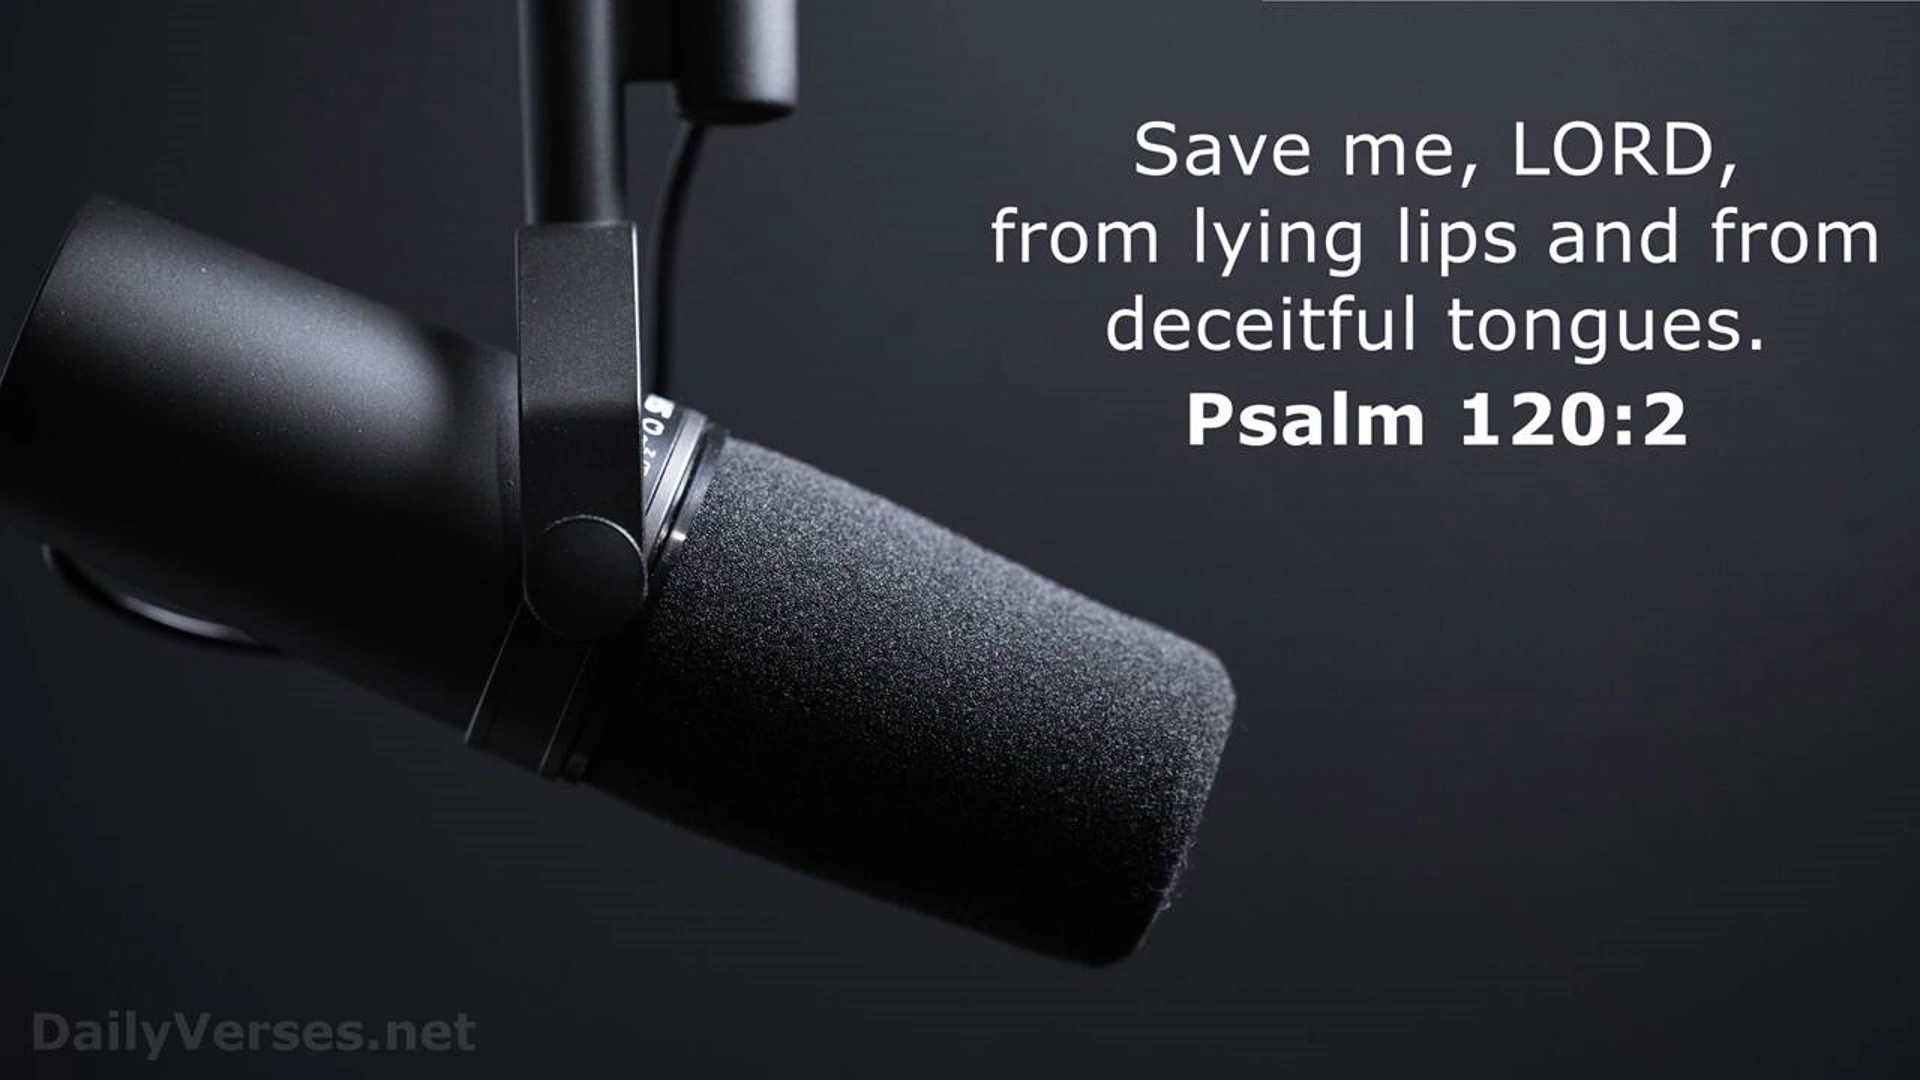 Save me, LORD,
from lying lips and from
deceitful tongues.
Psalm 120:2
DailyVerses.net